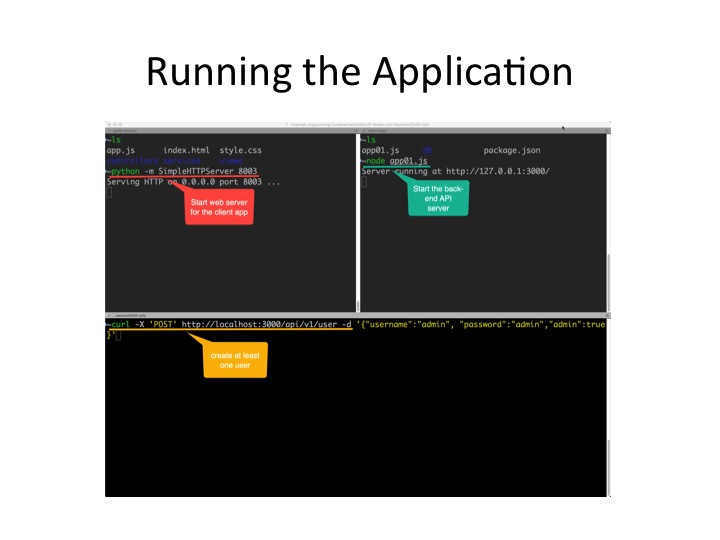 Running the Application
~ls
app.js index.html style.css
controllers services views
~python -m SimpleHTTPServer 8003
Serving HTTP on 0.0.0.0 port 8003 ...
Start web server
for the client app
~ls
app01.js db package.json
~node app01.js
Server running at http://127.0.0.1:3000/
Start the back-
end API
server
~curl -X 'POST' http://localhost:3000/api/v1/user -d '{"username":"admin", "password":"admin","admin":true
}'
create at least
one user